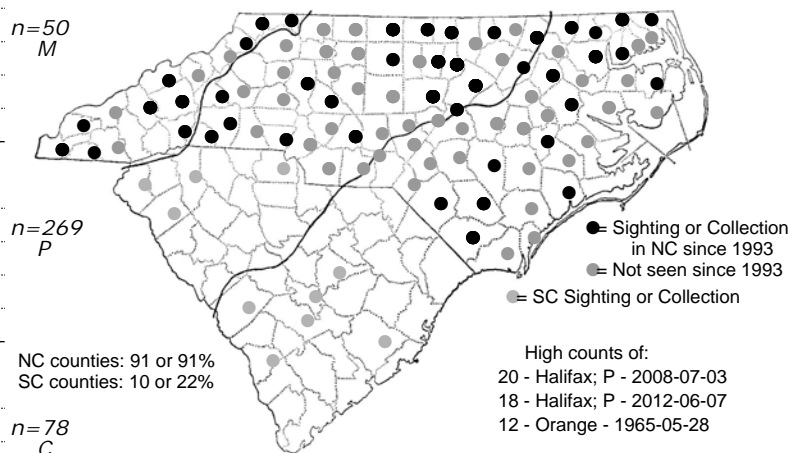 n=50
M
n=269
P
n=78
C
= Sighting or Collection
in NC since 1993
= Not seen since 1993
= SC Sighting or Collection
NC counties: 91 or 91%
SC counties: 10 or 22%
High counts of:
20 - Halifax; P - 2008-07-03
18 - Halifax; P - 2012-06-07
12 - Orange - 1965-05-28